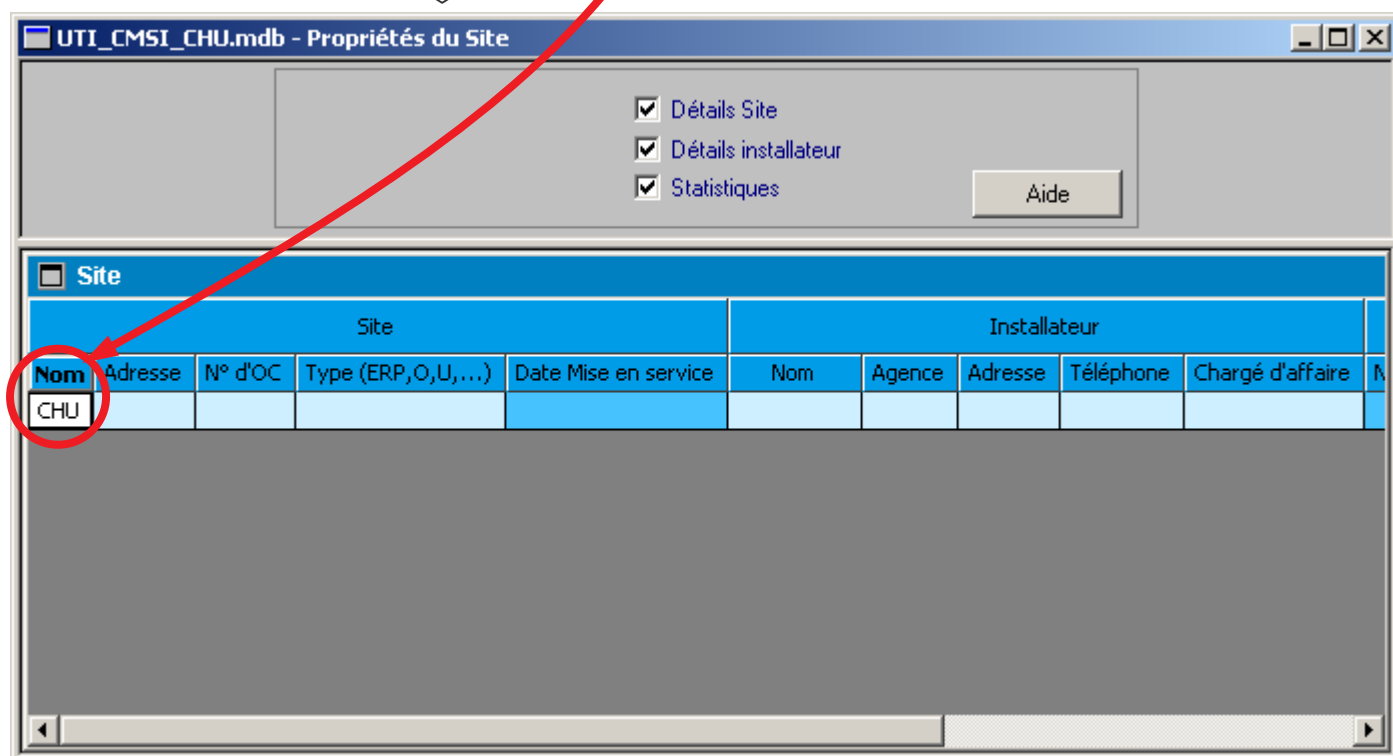 UTI_CMSI_CHU.mdb - Propriétés du Site
Détails Site
Détails installateur
Statistiques
Aide
Site
Site Installateur
Nom Adresse N° d'OC Type (ERP,O,U,...) Date Mise en service Nom Agence Adresse Téléphone Chargé d'affaire
CHU